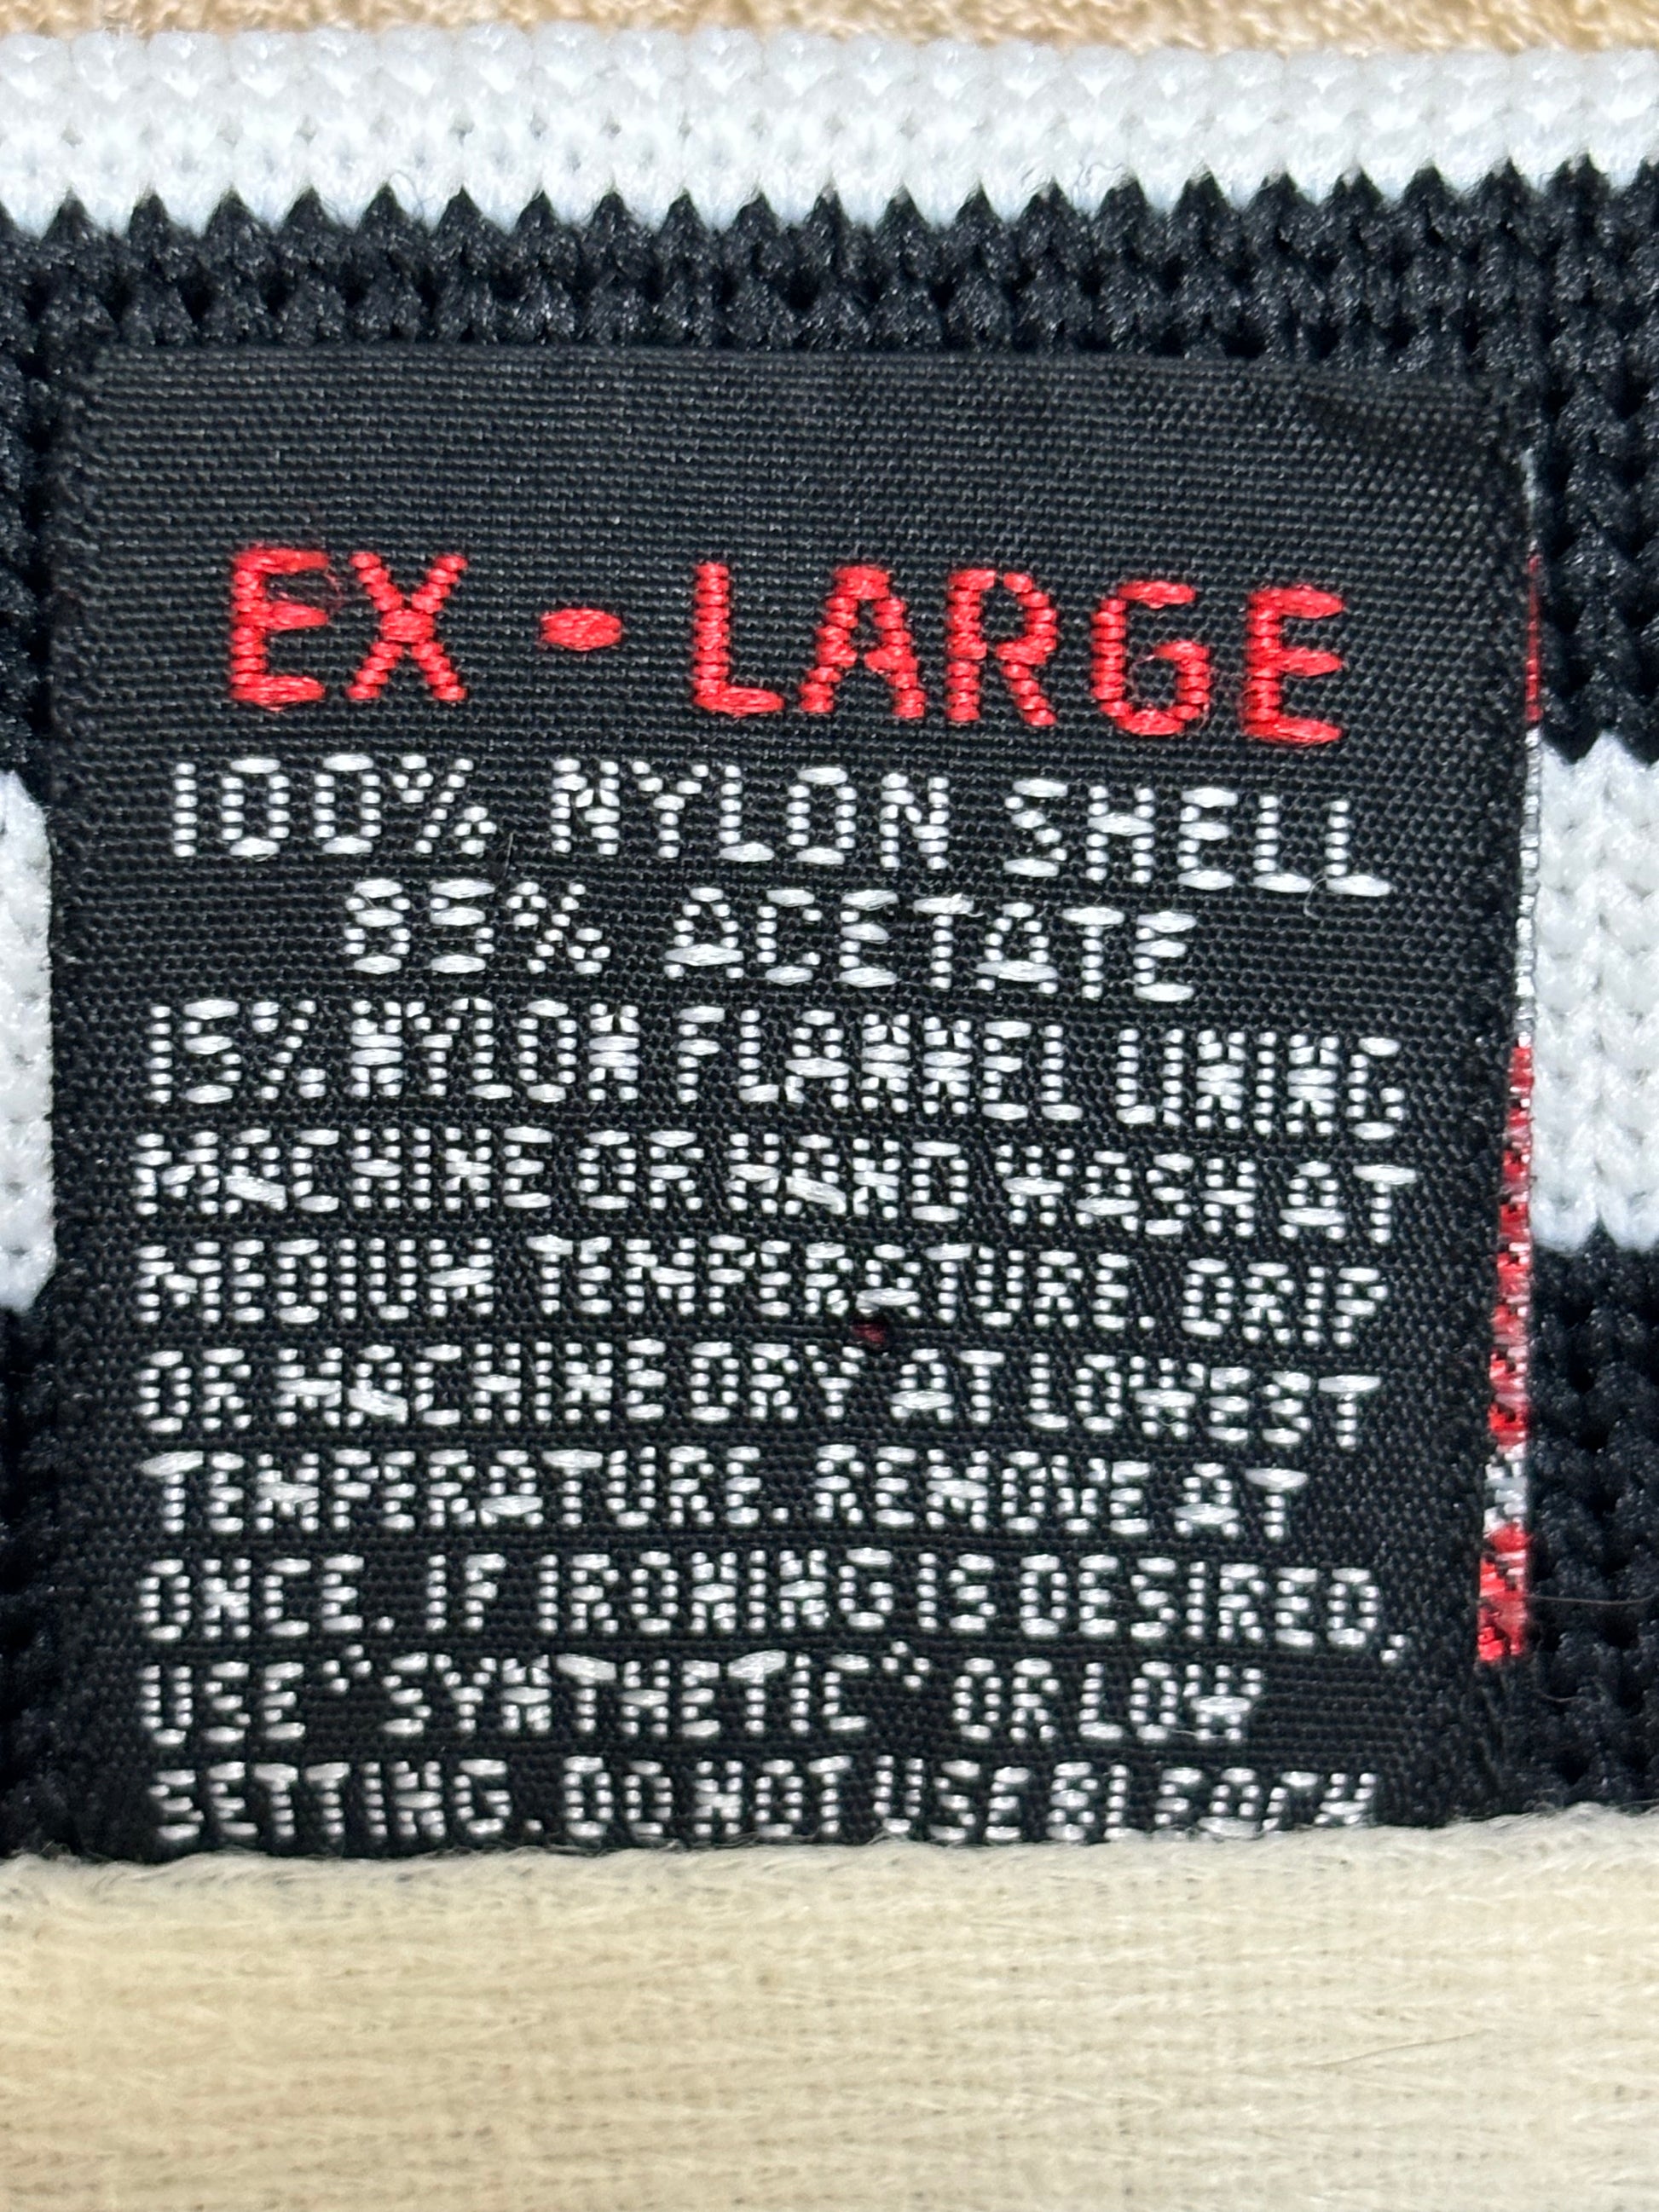 EX-LARGE
100% NYLON SHELL
85% ACETATE
15% NYLON FLANNEL LINING
MACHINE OR HAND WASH AT
MEDIUM TEMPERATURE. DRIP
OR MACHINE DRY AT LOWEST
TEMPERATURE. REMOVE AT
ONCE. IF IRONING IS DESIRED,
USE "SYNTHETIC" OR LOW
SETTING. DO NOT USE BLEACH